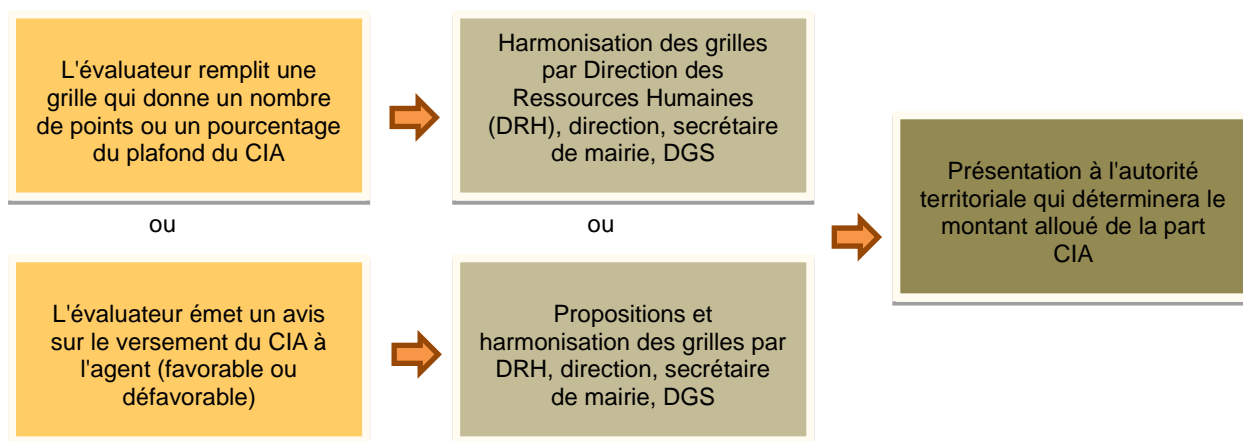 L'évaluateur remplit une
grille qui donne un nombre
de points ou un pourcentage
du plafond du CIA
Harmonisation des grilles
par Direction des
Ressources Humaines
(DRH), direction, secrétaire
de mairie, DGS
ou
ou
L'évaluateur émet un avis
sur le versement du CIA à
l'agent (favorable ou
défavorable)
Propositions et
harmonisation des grilles par
DRH, direction, secrétaire
de mairie, DGS
Présentation à l'autorité
territoriale qui déterminera le
montant alloué de la part
CIA